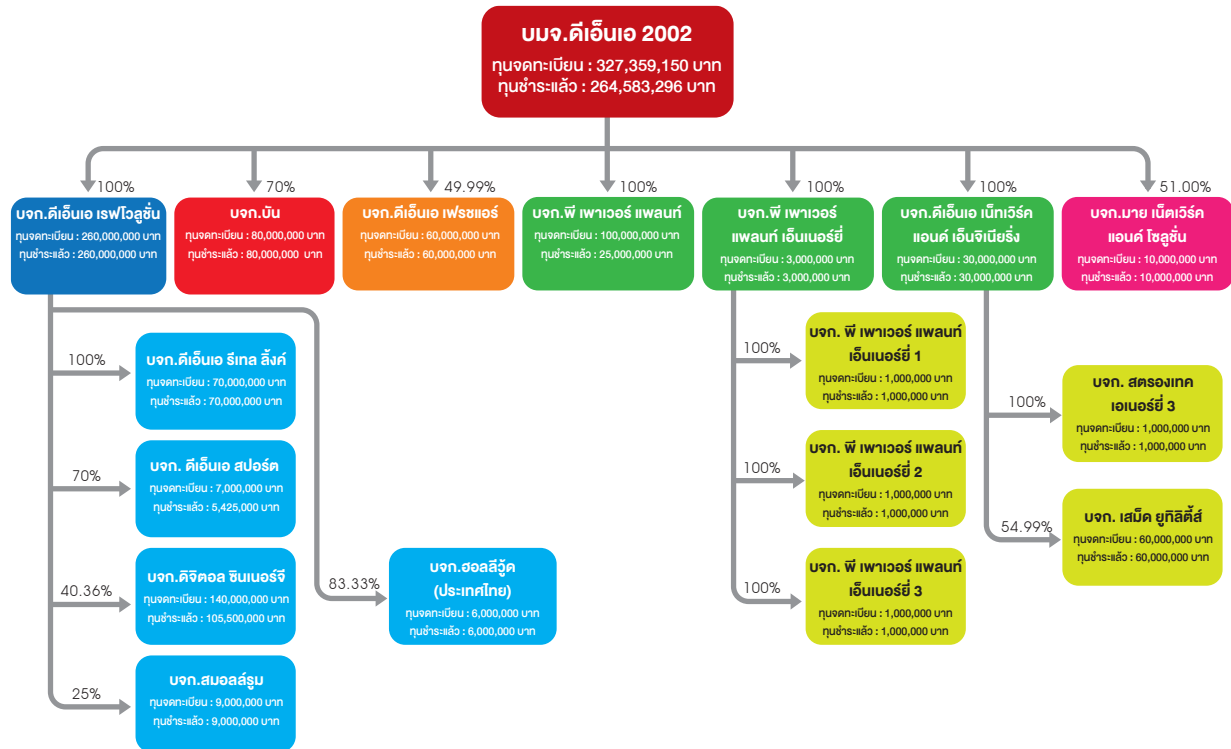 บมจ.ดีเอ็นเอ 2002
ทุนจดทะเบียน : 327,359,150 บาท
ทุนชำระแล้ว : 264,583,296 บาท
100%
70%
49.99%
100%
100%
100%
51.00%
บจก.ดีเอ็นเอ เรฟโวลูชั่น
ทุนจดทะเบียน : 260,000,000 บาท
ทุนชำระแล้ว : 260,000,000 บาท
บจก.บัน
ทุนจดทะเบียน : 80,000,000 บาท
ทุนชำระแล้ว : 80,000,000 บาท
บจก.ดีเอ็นเอ เฟรชแอร์
ทุนจดทะเบียน : 60,000,000 บาท
ทุนชำระแล้ว : 60,000,000 บาท
บจก.พี เพาเวอร์ แพลนท์
ทุนจดทะเบียน : 100,000,000 บาท
ทุนชำระแล้ว : 25,000,000 บาท
บจก.พี เพาเวอร์
แพลนท์ เอ็นเนอร์ยี่
ทุนจดทะเบียน : 3,000,000 บาท
ทุนชำระแล้ว : 3,000,000 บาท
บจก.ดีเอ็นเอ เน็ทเวิร์ค
แอนด์ เอ็นจิเนียริ่ง
ทุนจดทะเบียน : 30,000,000 บาท
ทุนชำระแล้ว : 30,000,000 บาท
บจก.มาย เน็ตเวิร์ค
แอนด์ โซลูชั่น
ทุนจดทะเบียน : 10,000,000 บาท
ทุนชำระแล้ว : 10,000,000 บาท
100%
บจก.ดีเอ็นเอ รีเทล ลิ้งค์
ทุนจดทะเบียน : 70,000,000 บาท
ทุนชำระแล้ว : 70,000,000 บาท
70%
บจก. ดีเอ็นเอ สปอร์ต
ทุนจดทะเบียน : 7,000,000 บาท
ทุนชำระแล้ว : 5,425,000 บาท
40.36%
บจก.ดิจิตอล ซินเนอร์จี
ทุนจดทะเบียน : 140,000,000 บาท
ทุนชำระแล้ว : 105,500,000 บาท
25%
บจก.สมอลล์รูม
ทุนจดทะเบียน : 9,000,000 บาท
ทุนชำระแล้ว : 9,000,000 บาท
83.33%
บจก.ฮอลลีวู้ด
(ประเทศไทย)
ทุนจดทะเบียน : 6,000,000 บาท
ทุนชำระแล้ว : 6,000,000 บาท
100%
บจก. พี เพาเวอร์ แพลนท์
เอ็นเนอร์ยี่ 1
ทุนจดทะเบียน : 1,000,000 บาท
ทุนชำระแล้ว : 1,000,000 บาท
100%
บจก. พี เพาเวอร์ แพลนท์
เอ็นเนอร์ยี่ 2
ทุนจดทะเบียน : 1,000,000 บาท
ทุนชำระแล้ว : 1,000,000 บาท
100%
บจก. พี เพาเวอร์ แพลนท์
เอ็นเนอร์ยี่ 3
ทุนจดทะเบียน : 1,000,000 บาท
ทุนชำระแล้ว : 1,000,000 บาท
100%
บจก. สตรองเทค
เอเนอร์ยี่ 3
ทุนจดทะเบียน : 1,000,000 บาท
ทุนชำระแล้ว : 1,000,000 บาท
54.99%
บจก. เสม็ด ยูทิลิตี้ส์
ทุนจดทะเบียน : 60,000,000 บาท
ทุนชำระแล้ว : 60,000,000 บาท